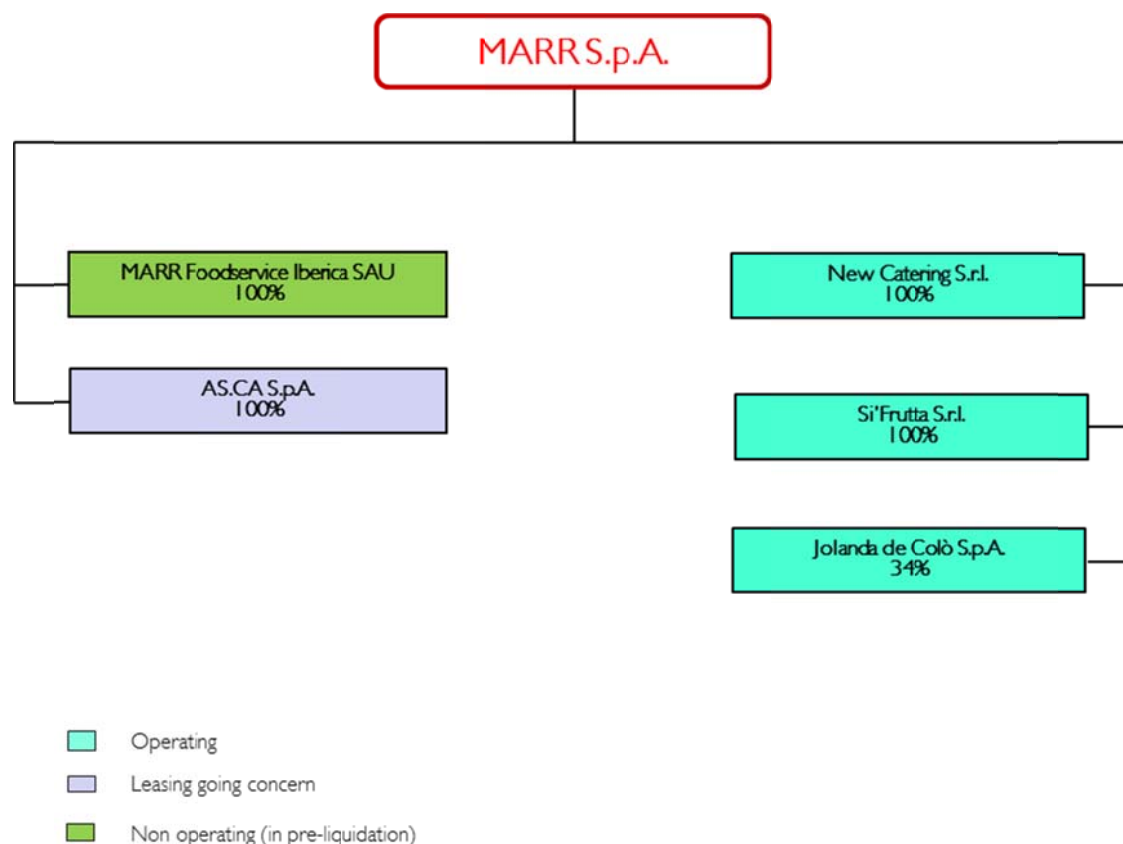 MARR S.p.A.
MARR Foodservice Iberica SAU
100%
AS.CA S.p.A.
100%
New Catering S.r.l.
100%
Si'Frutta S.r.l.
100%
Jolanda de Colò S.p.A.
34%
Operating
Leasing going concern
Non operating (in pre-liquidation)